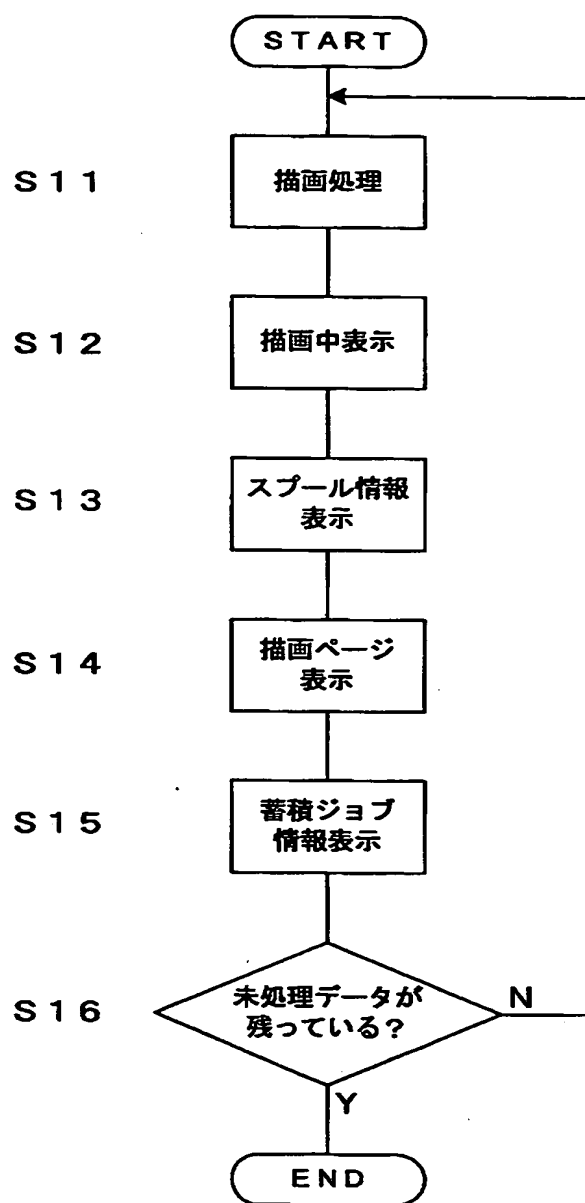 START
S11
描画処理
S12
描画中表示
S13
スプール情報
表示
S14
描画ページ
表示
S15
蓄積ジョブ
情報表示
S16
未処理データが
残っている?
N
Y
END